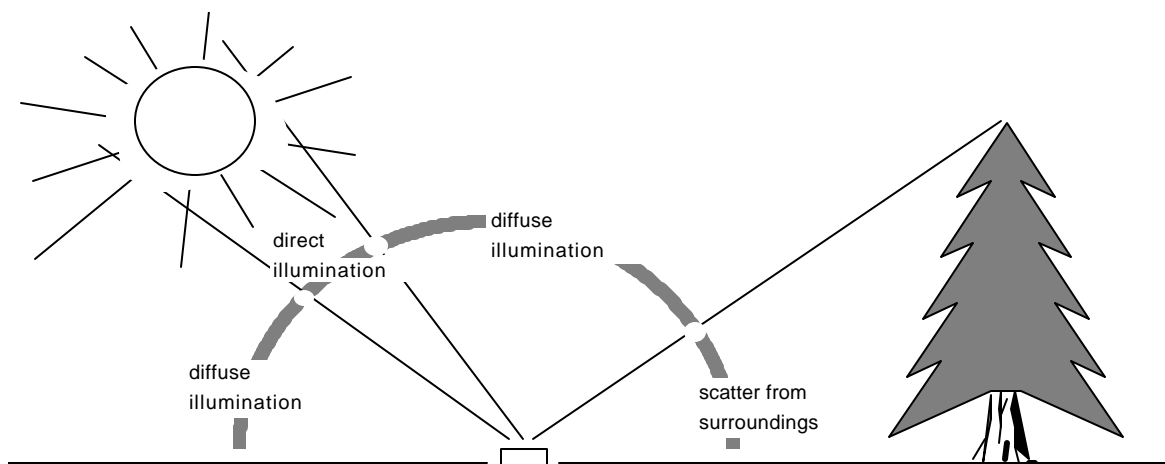 diffuse
illumination
direct
illumination
diffuse
illumination
scatter from
surroundings